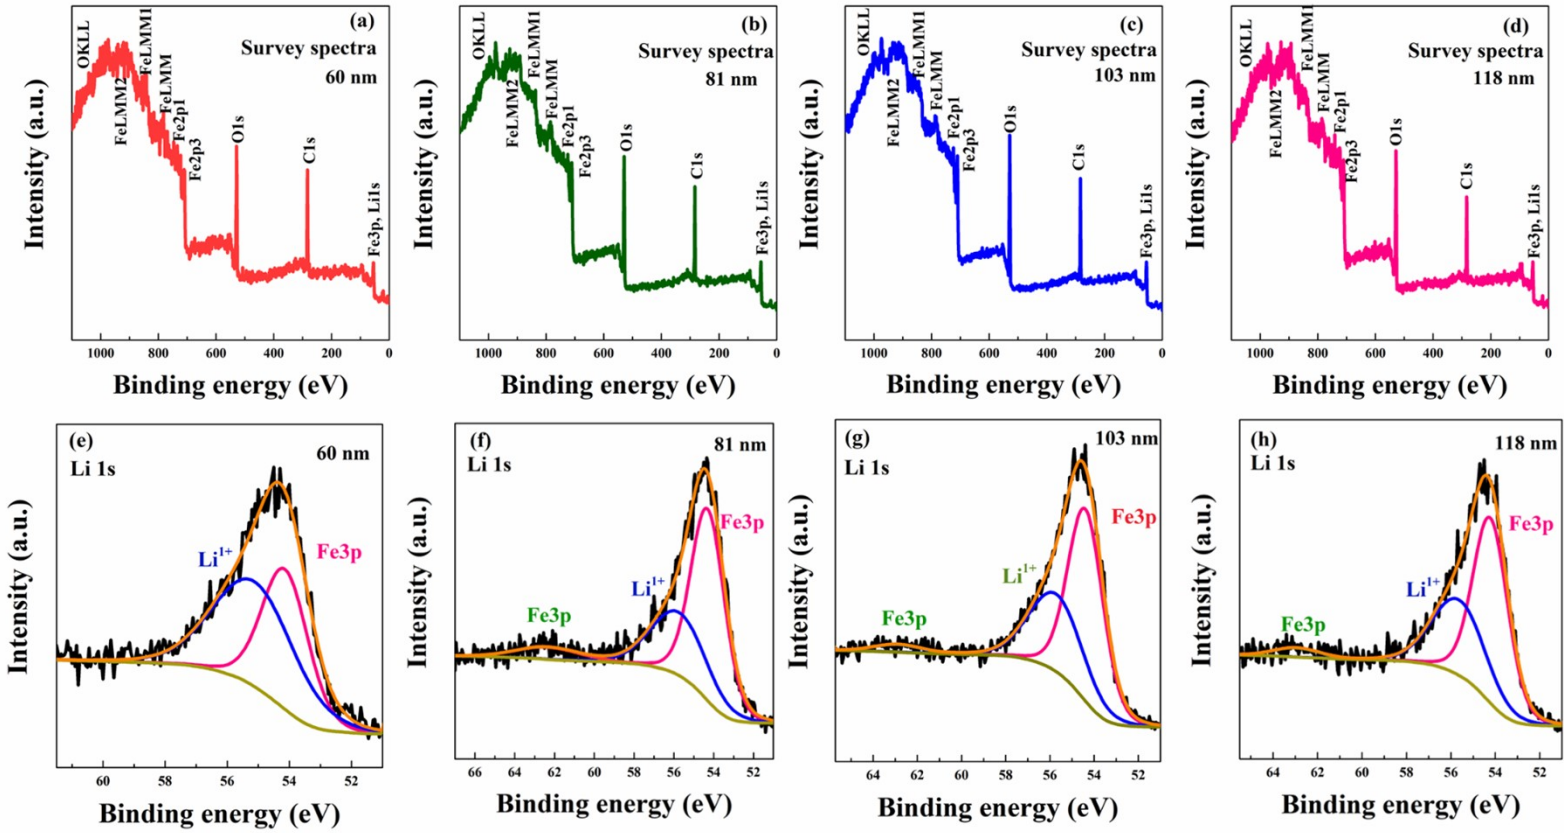 (a)
Survey spectra
60 nm
OKLL
FeLMM2
FeLMM1
FeLMM
Fe2p1
Fe2p3
O1s
C1s
Fe3p, Li1s
Intensity (a.u.)
1000 800 600 400 200 0
Binding energy (eV)
(b)
Survey spectra
81 nm
OKLL
FeLMM2
FeLMM1
FeLMM
Fe2p1
Fe2p3
O1s
C1s
Fe3p, Li1s
Intensity (a.u.)
1000 800 600 400 200 0
Binding energy (eV)
(c)
Survey spectra
103 nm
OKLL
FeLMM2
FeLMM1
FeLMM
Fe2p1
Fe2p3
O1s
C1s
Fe3p, Li1s
Intensity (a.u.)
1000 800 600 400 200 0
Binding energy (eV)
(d)
Survey spectra
118 nm
OKLL
FeLMM2
FeLMM1
FeLMM
Fe2p1
Fe2p3
O1s
C1s
Fe3p, Li1s
Intensity (a.u.)
1000 800 600 400 200 0
Binding energy (eV)
(e)
60 nm
Li 1s
Li1+
Fe3p
Intensity (a.u.)
60 58 56 54 52
Binding energy (eV)
(f)
81 nm
Li 1s
Fe3p
Li1+
Fe3p
Intensity (a.u.)
66 64 62 60 58 56 54 52
Binding energy (eV)
(g)
103 nm
Li 1s
Fe3p
Li1+
Fe3p
Intensity (a.u.)
64 62 60 58 56 54 52
Binding energy (eV)
(h)
118 nm
Li 1s
Fe3p
Li1+
Fe3p
Intensity (a.u.)
64 62 60 58 56 54 52
Binding energy (eV)